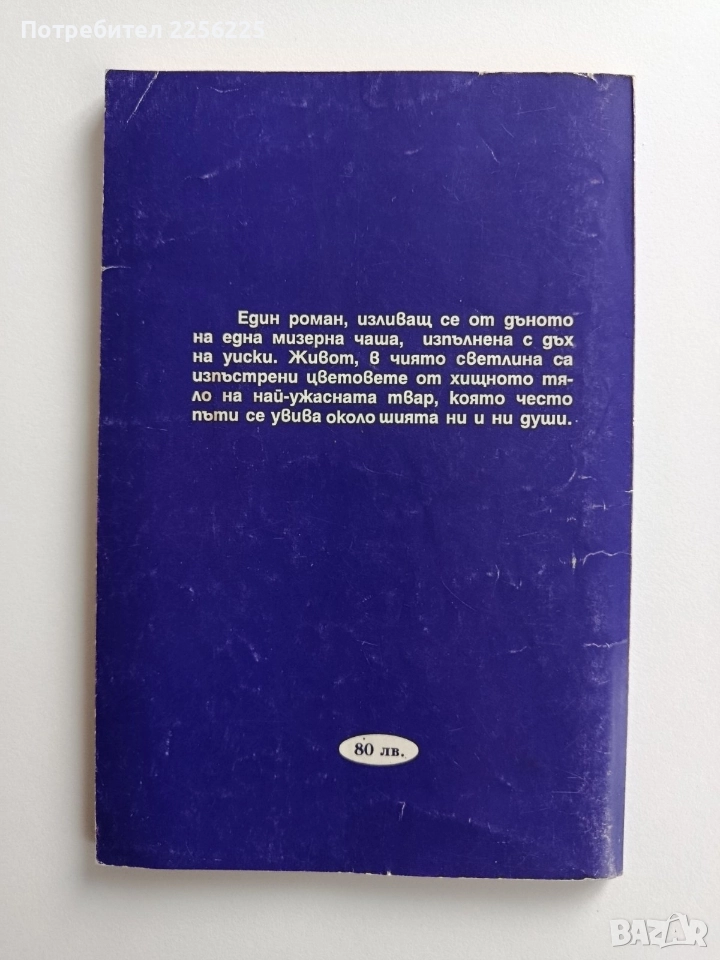 Потребител 2256225
Един роман, изливащ се от дъното
на една мизерна чаша, изпълнена с дъх
на уиски. Живот, в чиято светлина са
изпъстрени цветовете от хищното тя-
ло на най-ужасната твар, която често
пъти се увива около шията ни и ни души.
80 лв.
BAZAR